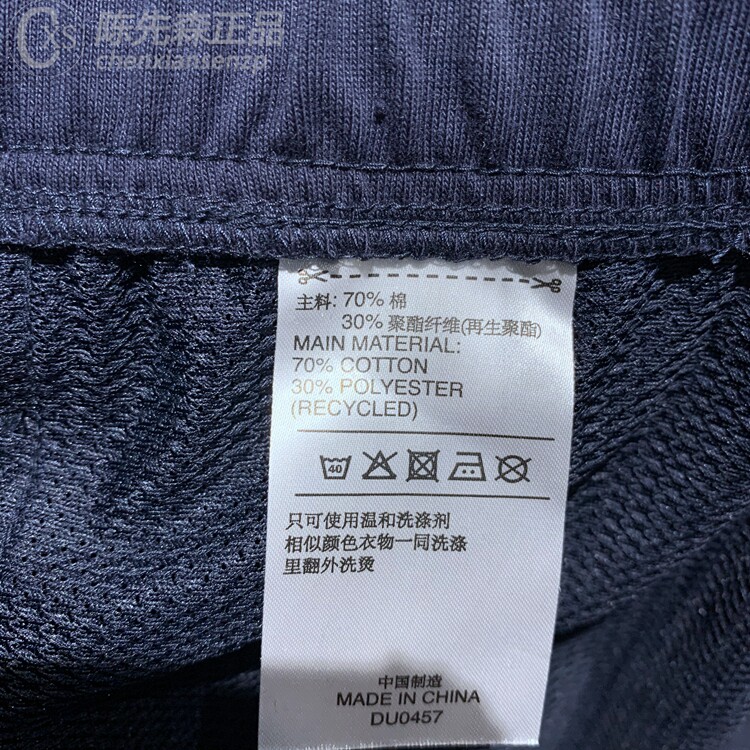 Cs 陈先森正品
chenxiansenzp
主料: 70% 棉
30% 聚酯纤维(再生聚酯)
MAIN MATERIAL:
70% COTTON
30% POLYESTER
(RECYCLED)
40
只可使用温和洗涤剂
相似颜色衣物一同洗涤
里翻外洗烫
中国制造
MADE IN CHINA
DU0457